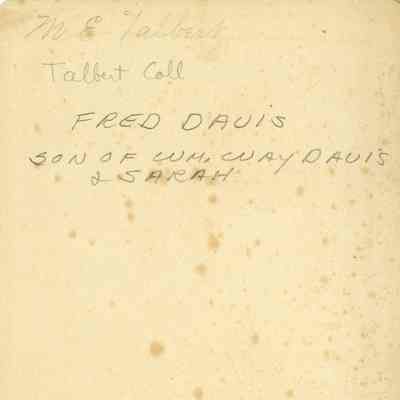 M E Talbert
Talbert Coll
FRED DAVIS
SON OF WM. WAY DAVIS
& SARAH